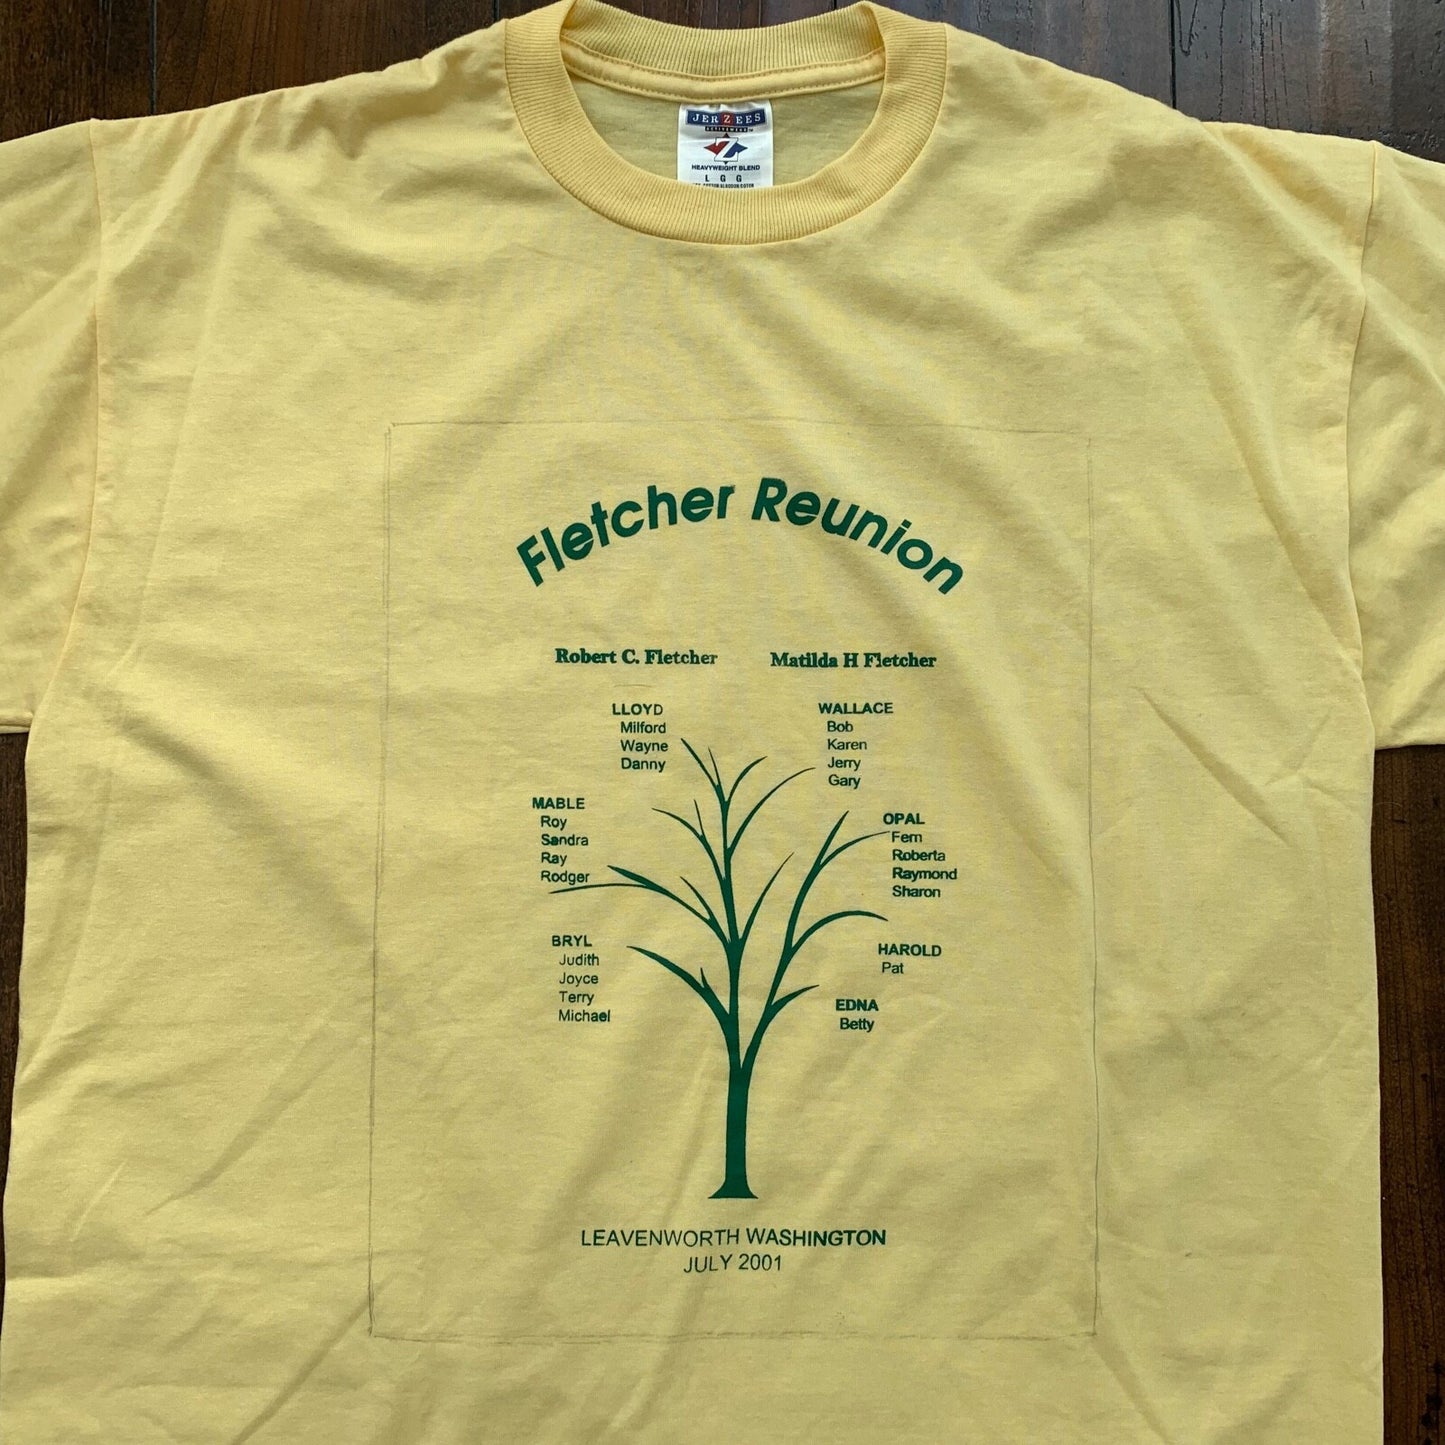 JERZEES
ACTIVEWEAR
HEAVYWEIGHT BLEND
L G G
Fletcher Reunion
Robert C. Fletcher
Matilda H Fletcher
LLOYD
Milford
Wayne
Danny
WALLACE
Bob
Karen
Jerry
Gary
MABLE
Roy
Sandra
Ray
Rodger
OPAL
Fern
Roberta
Raymond
Sharon
BRYL
Judith
Joyce
Terry
Michael
HAROLD
Pat
EDNA
Betty
LEAVENWORTH WASHINGTON
JULY 2001